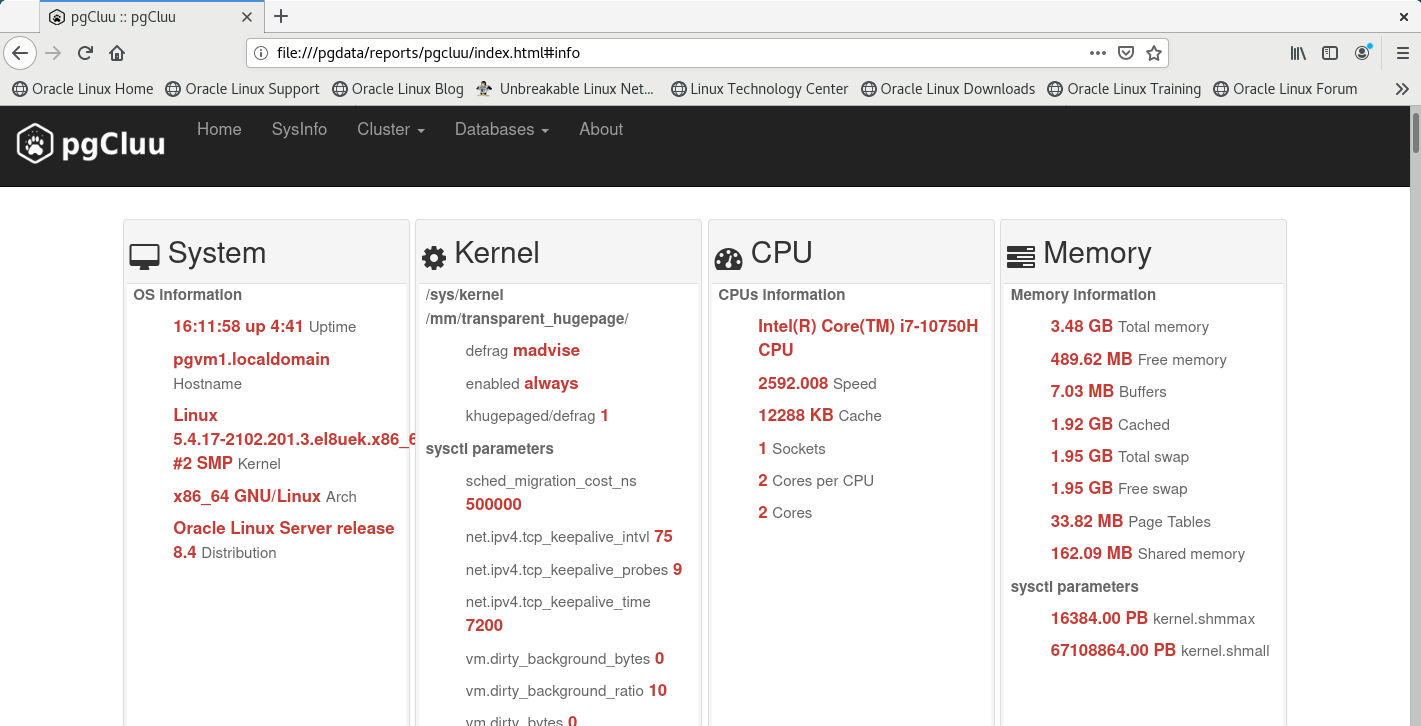 pgCluu :: pgCluu
file:///pgdata/reports/pgcluu/index.html#info
Oracle Linux Home Oracle Linux Support Oracle Linux Blog Unbreakable Linux Net... Linux Technology Center Oracle Linux Downloads Oracle Linux Training Oracle Linux Forum
pgCluu Home SysInfo Cluster Databases About
System
OS information
16:11:58 up 4:41 Uptime
pgvm1.localdomain
Hostname
Linux
5.4.17-2102.201.3.el8uek.x86_6
#2 SMP Kernel
x86_64 GNU/Linux Arch
Oracle Linux Server release
8.4 Distribution
Kernel
/sys/kernel
/mm/transparent_hugepage/
defrag madvise
enabled always
khugepaged/defrag 1
sysctl parameters
sched_migration_cost_ns
500000
net.ipv4.tcp_keepalive_intvl 75
net.ipv4.tcp_keepalive_probes 9
net.ipv4.tcp_keepalive_time
7200
vm.dirty_background_bytes 0
vm.dirty_background_ratio 10
vm.dirty_bytes 0
CPU
CPUs information
Intel(R) Core(TM) i7-10750H
CPU
2592.008 Speed
12288 KB Cache
1 Sockets
2 Cores per CPU
2 Cores
Memory
Memory information
3.48 GB Total memory
489.62 MB Free memory
7.03 MB Buffers
1.92 GB Cached
1.95 GB Total swap
1.95 GB Free swap
33.82 MB Page Tables
162.09 MB Shared memory
sysctl parameters
16384.00 PB kernel.shmmax
67108864.00 PB kernel.shmall